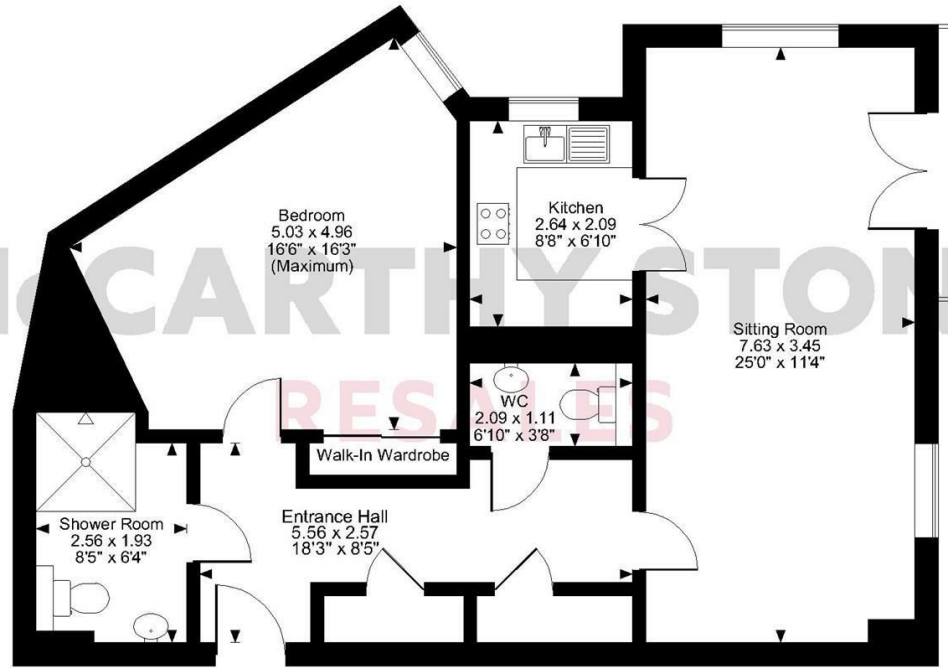 Bedroom
5.03 x 4.96
16'6" x 16'3"
(Maximum)
Kitchen
2.64 x 2.09
8'8" x 6'10"
McCARTHY STONE
RESALES
Sitting Room
7.63 x 3.45
25'0" x 11'4"
WC
2.09 x 1.11
6'10" x 3'8"
Walk-In Wardrobe
Entrance Hall
5.56 x 2.57
18'3" x 8'5"
Shower Room
2.56 x 1.93
8'5" x 6'4"